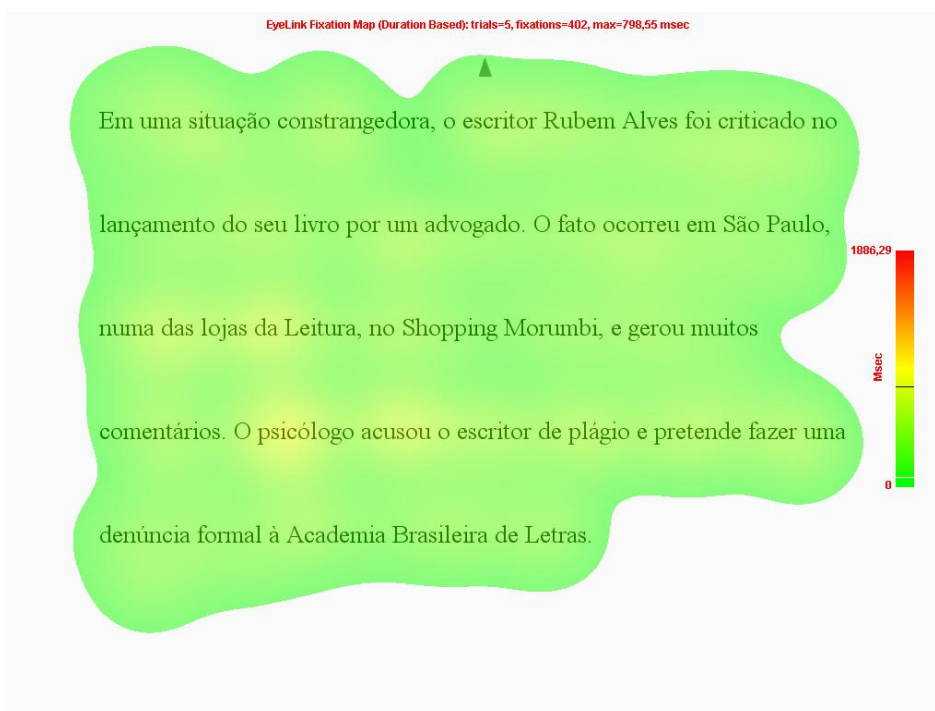 EyeLink Fixation Map (Duration Based): trials=5, fixations=402, max=798,55 msec
Em uma situação constrangedora, o escritor Rubem Alves foi criticado no
lançamento do seu livro por um advogado. O fato ocorreu em São Paulo,
1886,29
numa das lojas da Leitura, no Shopping Morumbi, e gerou muitos
Msec
comentários. O psicólogo acusou o escritor de plágio e pretende fazer uma
0
denúncia formal à Academia Brasileira de Letras.